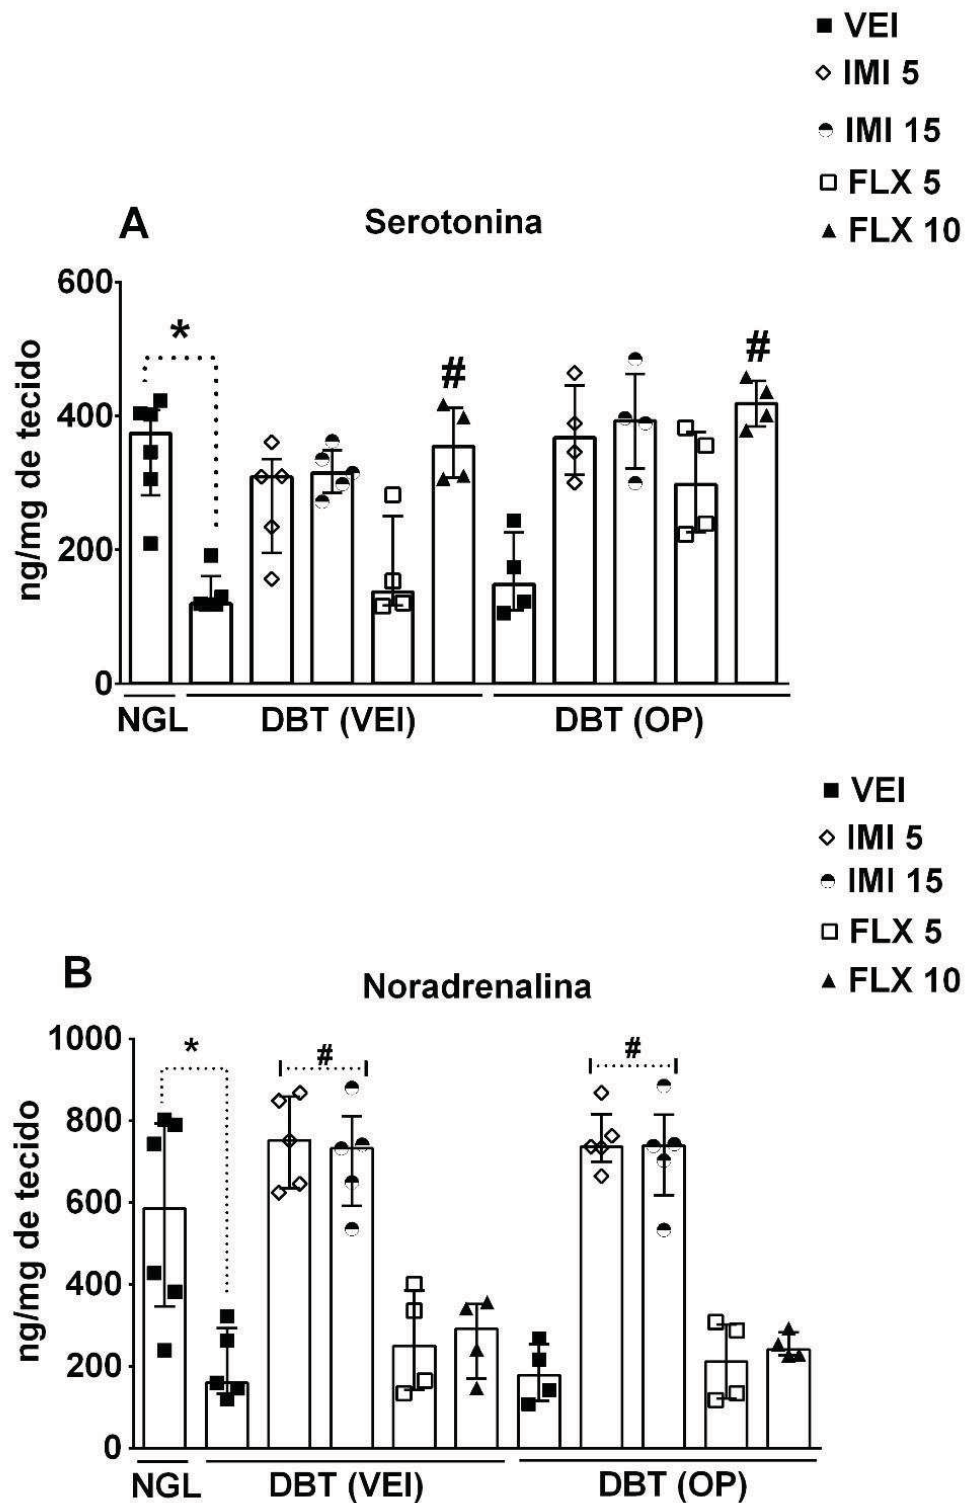 VEI
IMI 5
IMI 15
FLX 5
FLX 10
A
Serotonina
ng/mg de tecido
600
400
200
0
*
#
#
NGL
DBT (VEI)
DBT (OP)
VEI
IMI 5
IMI 15
FLX 5
FLX 10
B
Noradrenalina
ng/mg de tecido
1000
800
600
400
200
0
*
#
#
NGL
DBT (VEI)
DBT (OP)